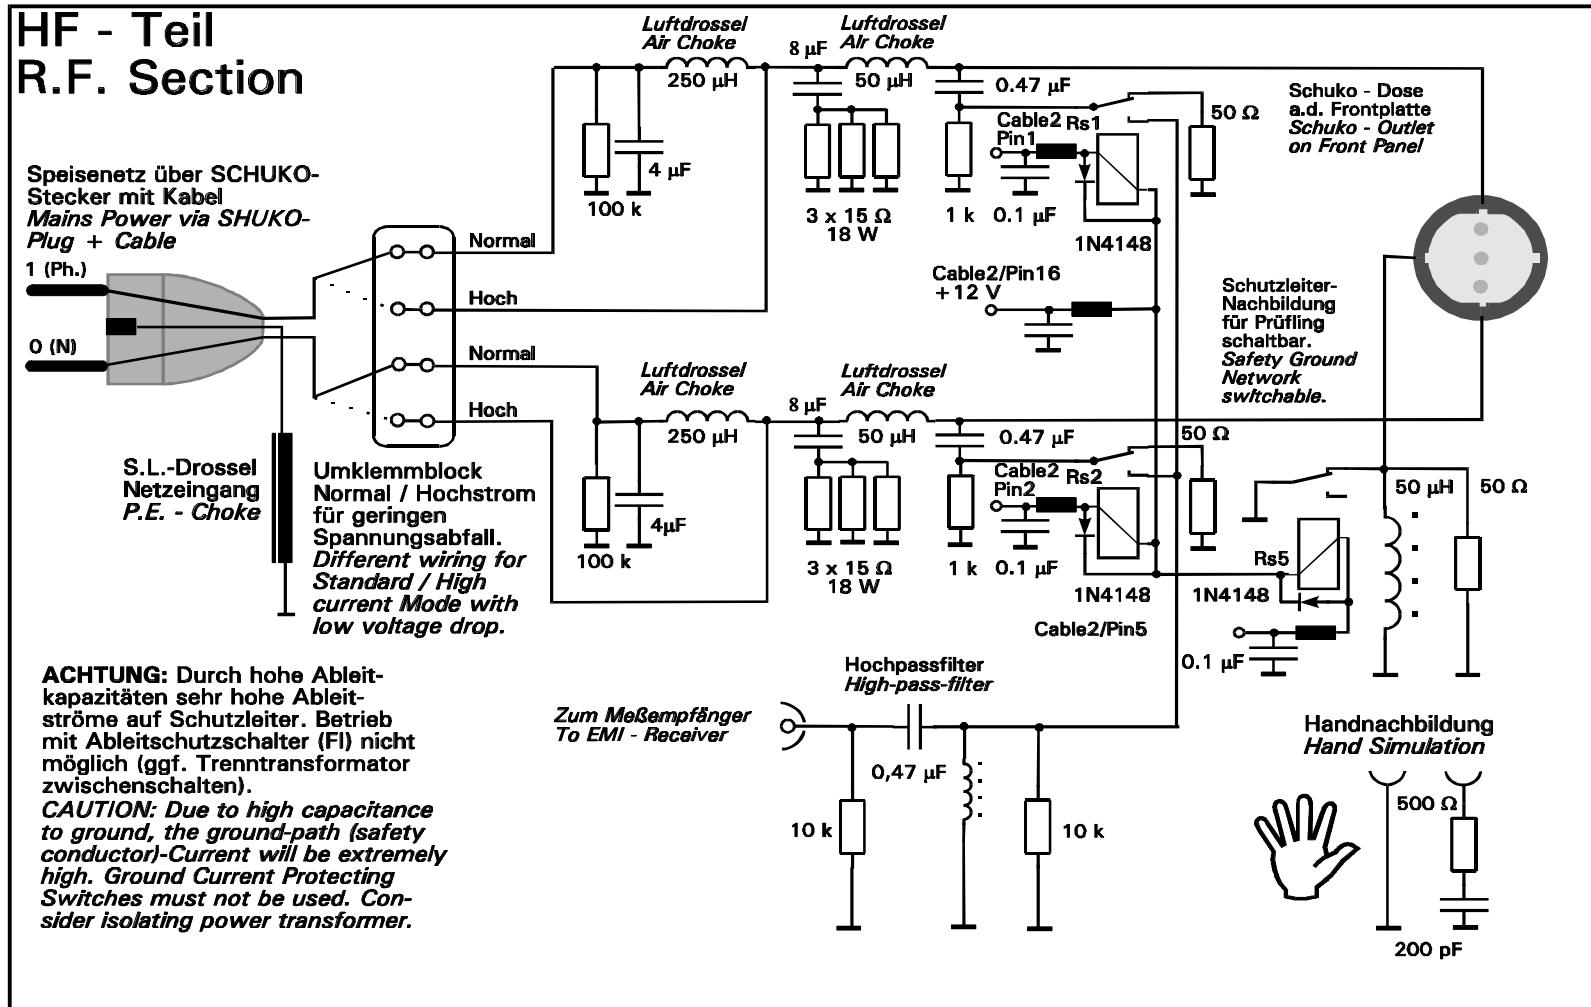 HF - Teil
R.F. Section
Luftdrossel
Air Choke
250 µH
8 µF
Luftdrossel
Air Choke
50 µH
0.47 µF
50 Ω
Schuko - Dose
a.d. Frontplatte
Schuko - Outlet
on Front Panel
Speisenetz über SCHUKO-
Stecker mit Kabel
Mains Power via SHUKO-
Plug + Cable
1 (Ph.)
0 (N)
4 µF
100 k
3 x 15 Ω
18 W
1 k
Cable2
Pin1
Rs1
0.1 µF
1N4148
Normal
Hoch
Normal
Hoch
Cable2/Pin16
+12 V
Schutzleiter-
Nachbildung
für Prüfling
schaltbar.
Safety Ground
Network
switchable.
Luftdrossel
Air Choke
250 µH
8 µF
Luftdrossel
Air Choke
50 µH
0.47 µF
50 Ω
S.L.-Drossel
Netzeingang
P.E. - Choke
Umklemmblock
Normal / Hochstrom
für geringen
Spannungsabfall.
Different wiring for
Standard / High
current Mode with
low voltage drop.
4µF
100 k
3 x 15 Ω
18 W
1 k
Cable2
Pin2
Rs2
0.1 µF
1N4148
Cable2/Pin5
50 µH
50 Ω
Rs5
1N4148
0.1 µF
ACHTUNG: Durch hohe Ableit-
kapazitäten sehr hohe Ableit-
ströme auf Schutzleiter. Betrieb
mit Ableitschutzschalter (FI) nicht
möglich (ggf. Trenntransformator
zwischenschalten).
CAUTION: Due to high capacitance
to ground, the ground-path (safety
conductor)-Current will be extremely
high. Ground Current Protecting
Switches must not be used. Con-
sider isolating power transformer.
Hochpassfilter
High-pass-filter
Zum Meßempfänger
To EMI - Receiver
0,47 µF
10 k
10 k
Handnachbildung
Hand Simulation
500 Ω
200 pF